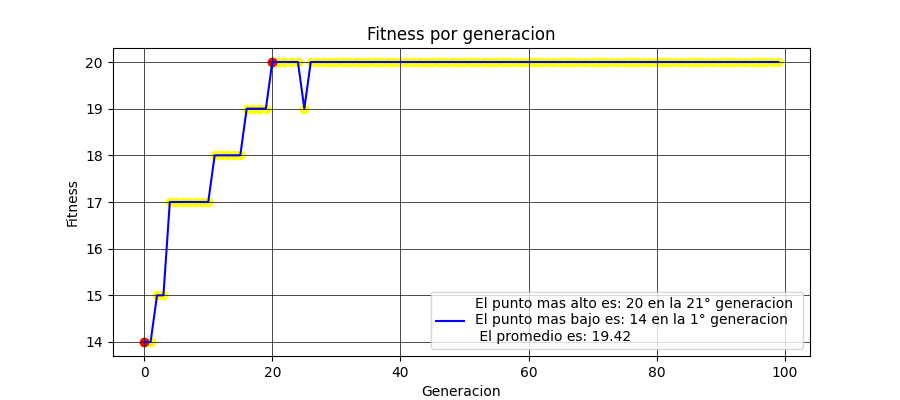 Fitness por generacion
20
19
18
17
16
15
14
Fitness
El punto mas alto es: 20 en la 21° generacion
El punto mas bajo es: 14 en la 1° generacion
El promedio es: 19.42
0 20 40 60 80 100
Generacion